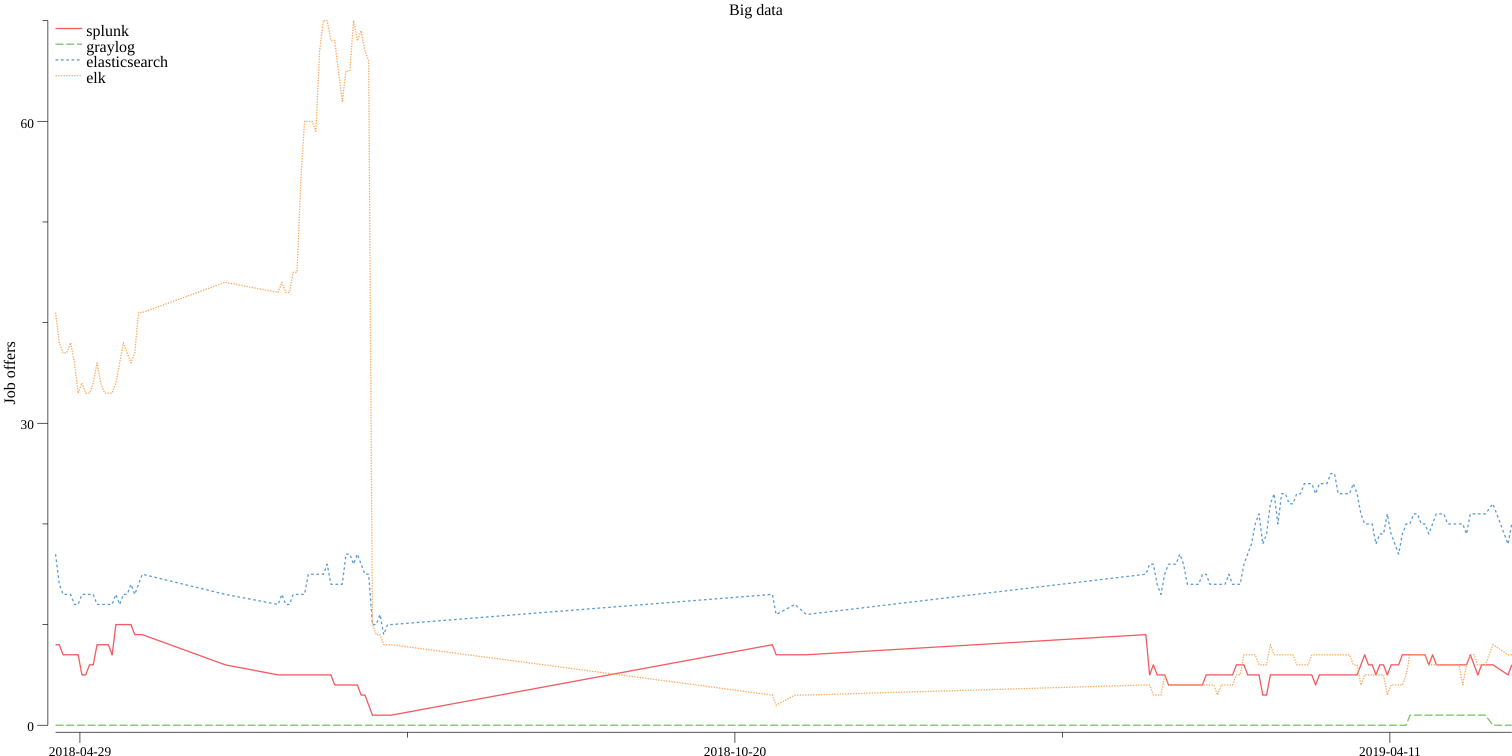 Big data
splunk
graylog
elasticsearch
elk
60
30
0
Job offers
2018-04-29
2018-10-20
2019-04-11